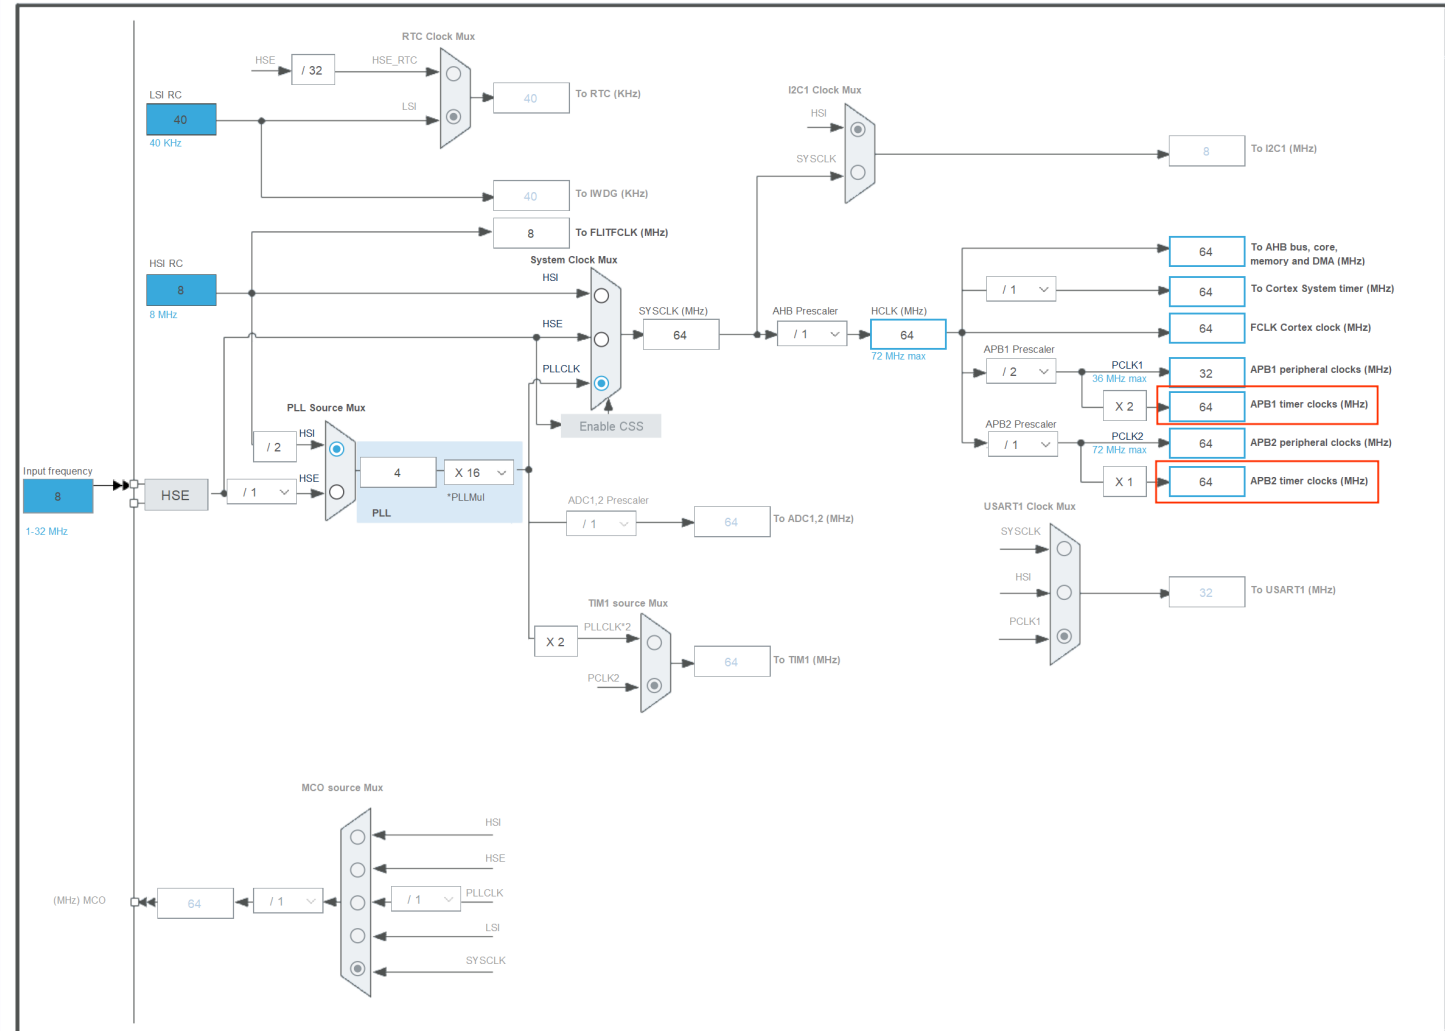 RTC Clock Mux
HSE
/ 32
HSE_RTC
LSI
40
To RTC (KHz)
LSI RC
40
40 KHz
40
To IWDG (KHz)
8
To FLITFCLK (MHz)
HSI RC
8
8 MHz
System Clock Mux
HSI
HSE
PLLCLK
Enable CSS
SYSCLK (MHz)
64
I2C1 Clock Mux
HSI
SYSCLK
8
To I2C1 (MHz)
AHB Prescaler
/ 1
HCLK (MHz)
64
72 MHz max
64
To AHB bus, core,
memory and DMA (MHz)
/ 1
64
To Cortex System timer (MHz)
64
FCLK Cortex clock (MHz)
APB1 Prescaler
/ 2
PCLK1
36 MHz max
32
APB1 peripheral clocks (MHz)
X 2
64
APB1 timer clocks (MHz)
APB2 Prescaler
/ 1
PCLK2
72 MHz max
64
APB2 peripheral clocks (MHz)
X 1
64
APB2 timer clocks (MHz)
PLL Source Mux
/ 2
HSI
HSE
Input frequency
8
1-32 MHz
HSE
/ 1
4
X 16
*PLLMul
PLL
ADC1,2 Prescaler
/ 1
64
To ADC1,2 (MHz)
USART1 Clock Mux
SYSCLK
HSI
PCLK1
32
To USART1 (MHz)
TIM1 source Mux
X 2
PLLCLK*2
PCLK2
64
To TIM1 (MHz)
MCO source Mux
HSI
HSE
(MHz) MCO
64
/ 1
/ 1
PLLCLK
LSI
SYSCLK